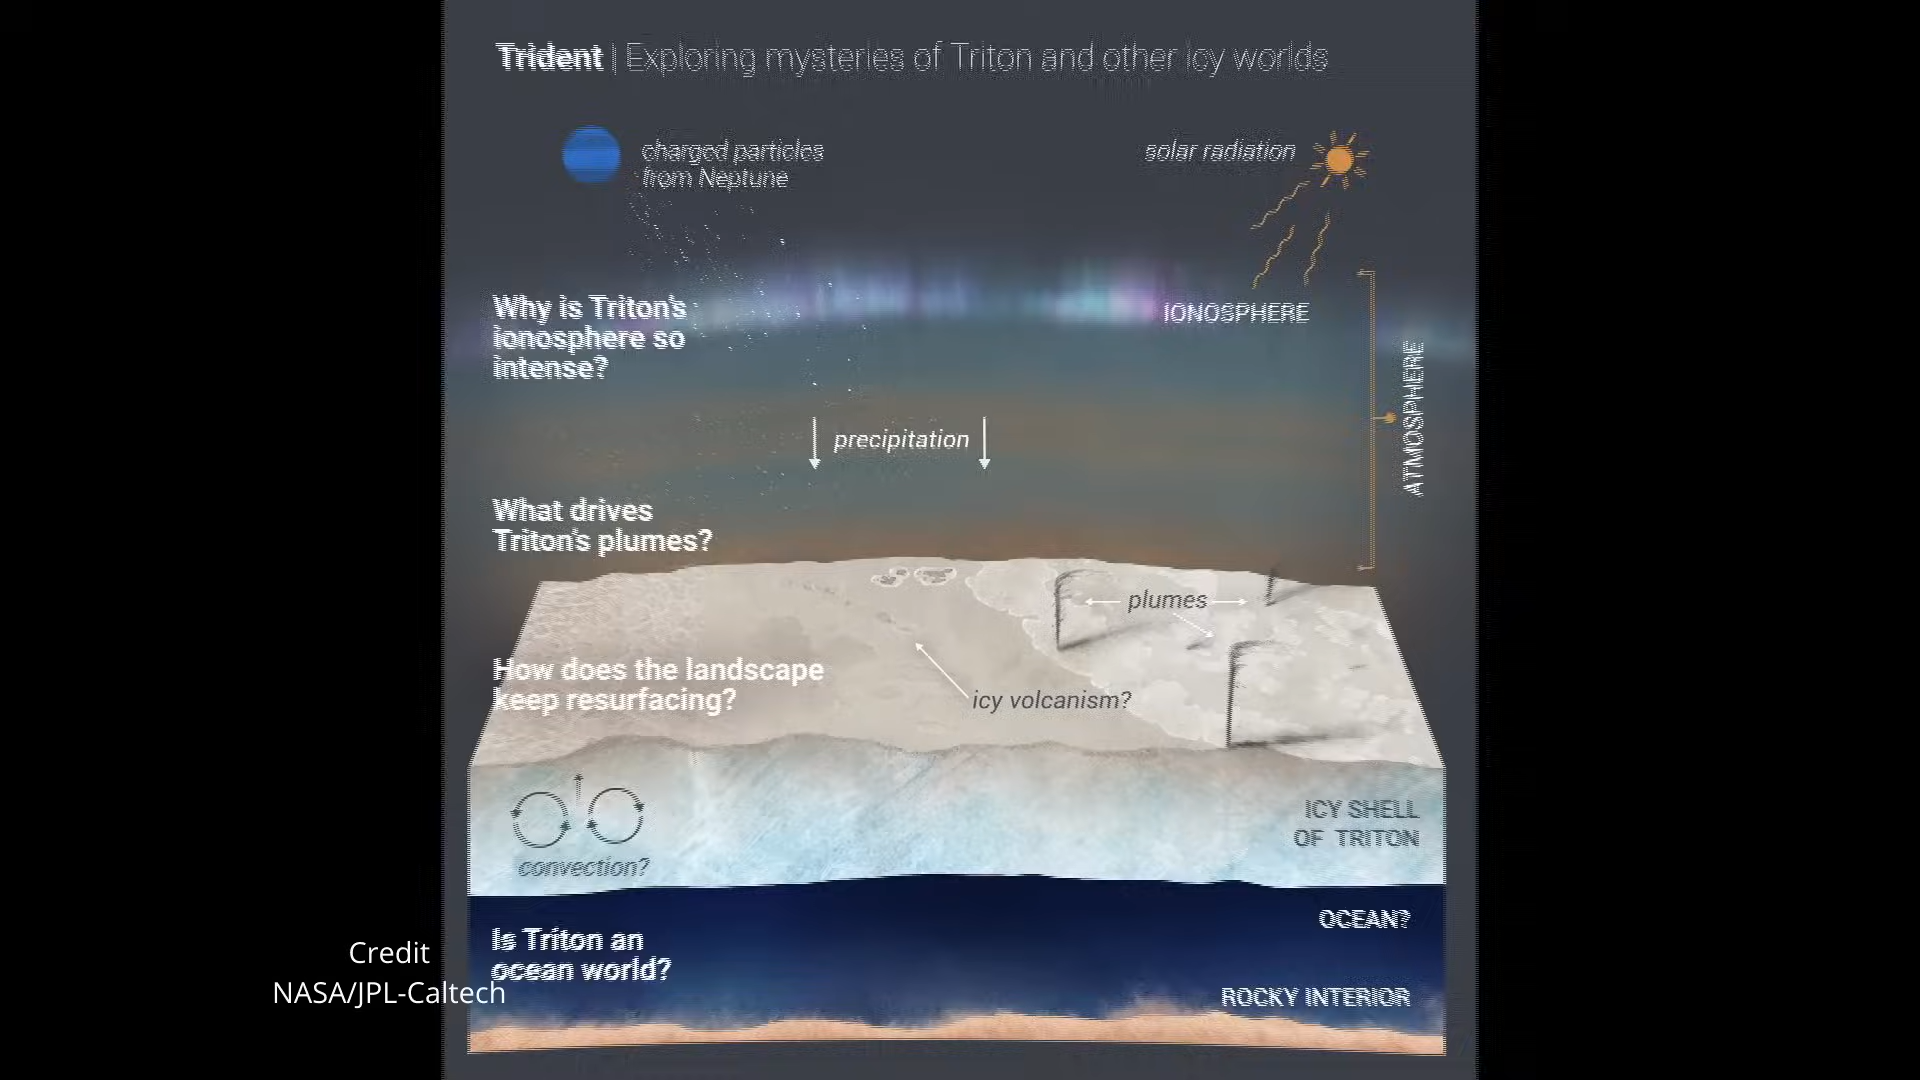 Trident | Exploring mysteries of Triton and other icy worlds
charged particles
from Neptune
solar radiation
Why is Triton's
ionosphere so
intense?
IONOSPHERE
ATMOSPHERE
precipitation
What drives
Triton's plumes?
plumes
How does the landscape
keep resurfacing?
icy volcanism?
convection?
ICY SHELL
OF TRITON
OCEAN?
Is Triton an
ocean world?
ROCKY INTERIOR
Credit
NASA/JPL-Caltech